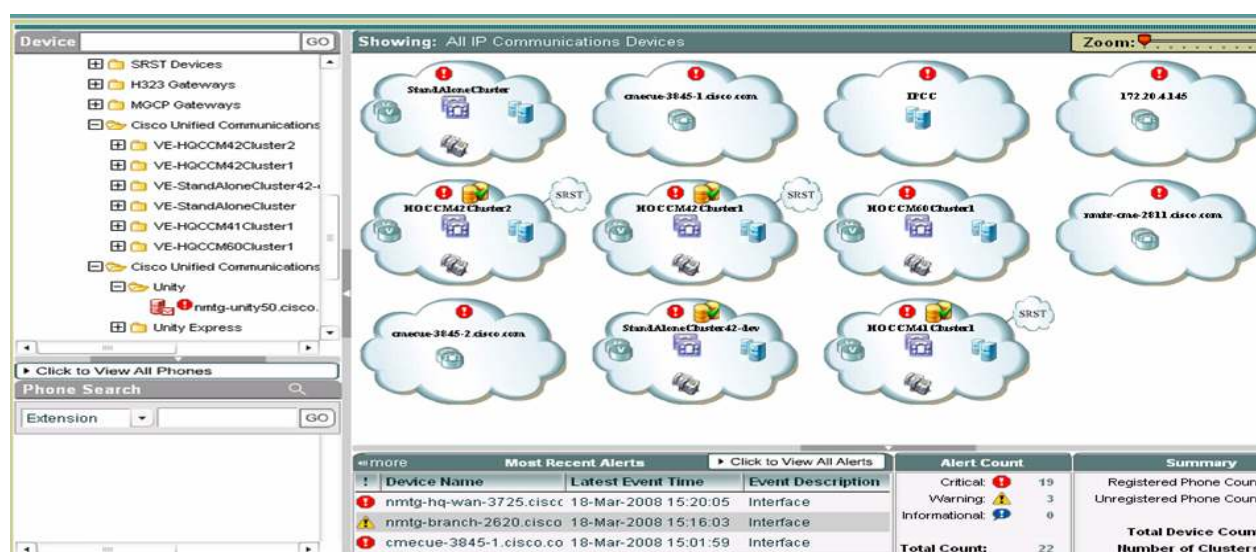 Device GO
SRST Devices
H323 Gateways
MGCP Gateways
Cisco Unified Communications
VE-HQCCM42Cluster2
VE-HQCCM42Cluster1
VE-StandAloneCluster42-
VE-StandAloneCluster
VE-HQCCM41Cluster1
VE-HQCCM60Cluster1
Cisco Unified Communications
Unity
nmtg-unity50.cisco.
Unity Express
Click to View All Phones
Phone Search
Extension GO
Showing: All IP Communications Devices
Zoom:
StandAloneCluster
cmecue-3845-1.cisco.com
IPCC
172.20.4.145
HQCCM42Cluster2
SRST
HQCCM42Cluster1
SRST
HQCCM60Cluster1
cmecue-3845-2.cisco.com
StandAloneCluster42-dev
HQCCM41Cluster1
SRST
more Most Recent Alerts Click to View All Alerts
! Device Name Latest Event Time Event Description
nmtg-hq-wan-3725.cisc 18-Mar-2008 15:20:05 Interface
nmtg-branch-2620.cisco 18-Mar-2008 15:16:03 Interface
cmecue-3845-1.cisco.co 18-Mar-2008 15:01:59 Interface
Alert Count
Critical: 19
Warning: 3
Informational: 0
Total Count: 22
Summary
Registered Phone Coun
Unregistered Phone Coun
Total Device Coun
Number of Cluster